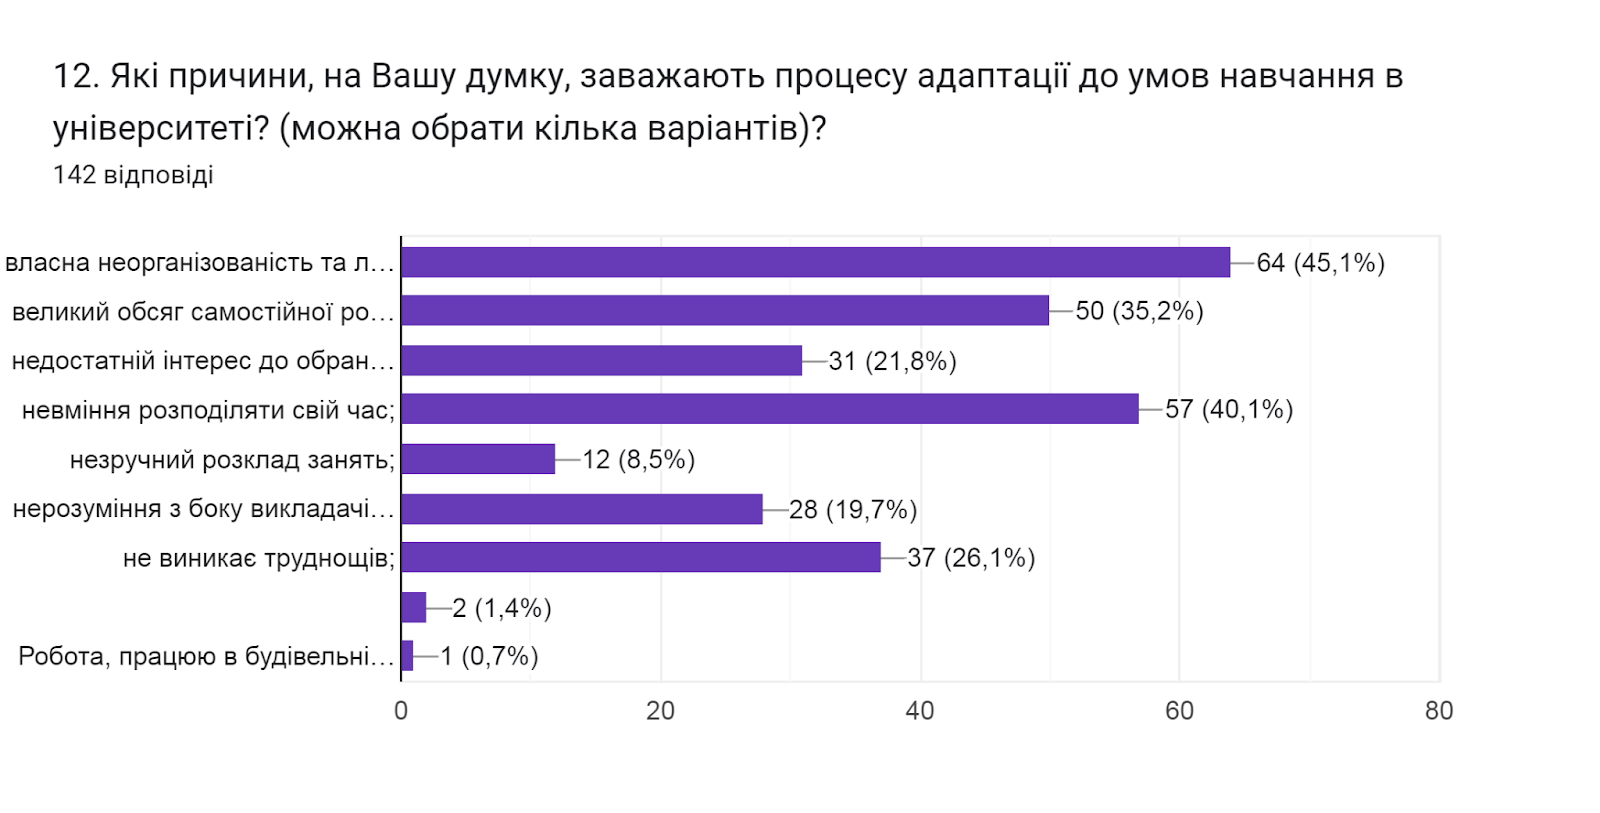 12. Які причини, на Вашу думку, заважають процесу адаптації до умов навчання в
університеті? (можна обрати кілька варіантів)?
142 відповіді
власна неорганізованість та л… 64 (45,1%)
великий обсяг самостійної ро… 50 (35,2%)
недостатній інтерес до обран… 31 (21,8%)
невміння розподіляти свій час; 57 (40,1%)
незручний розклад занять; 12 (8,5%)
нерозуміння з боку викладачі… 28 (19,7%)
не виникає труднощів; 37 (26,1%)
2 (1,4%)
Робота, працюю в будівельні… 1 (0,7%)
0 20 40 60 80